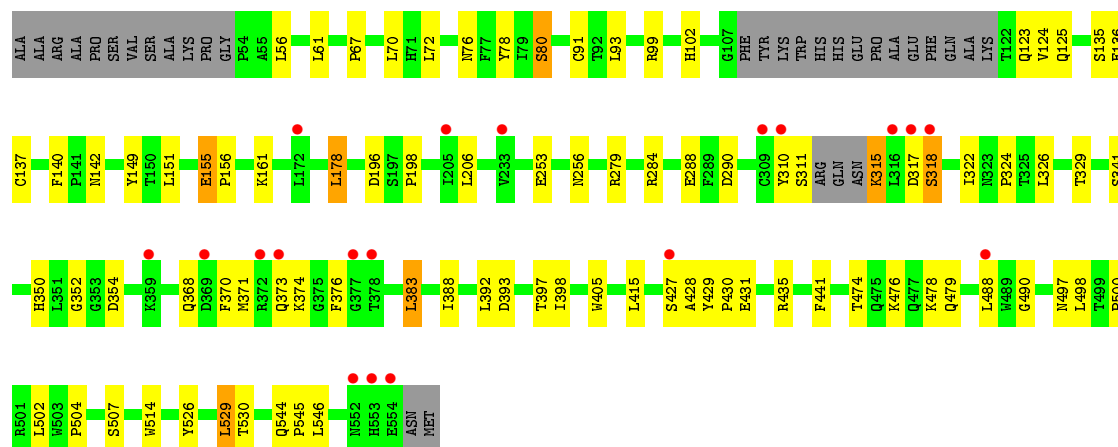 ALA ALA ARG ALA PRO SER VAL SER ALA LYS PRO GLY P54 A55 L56 L61 P67 L70 H71 L72 N76 F77 Y78 I79 S80 C91 T92 L93 R99 H102 G107 PHE TYR LYS TRP HIS HIS GLU PRO ALA GLU PHE GLN ALA LYS T122 Q123 V124 Q125 S135 E136
C137 F140 P141 N142 Y149 T150 L151 E155 P156 K161 L172 L178 D196 S197 P198 I205 L206 V233 E253 N256 R279 R284 E288 F289 D290 C309 Y310 S311 ARG GLN ASN K315 L316 D317 S318 I322 N323 P324 T325 L326 T329 S341
H350 L351 G352 G353 D354 K359 Q368 D369 F370 M371 R372 Q373 K374 G375 F376 G377 T378 L383 I388 L392 D393 T397 I398 W405 L415 S427 A428 Y429 P430 E431 R435 F441 T474 Q475 K476 Q477 K478 Q479 L488 W489 G490 N497 L498 T499 P500
R501 L502 W503 P504 S507 W514 Y526 L529 T530 Q544 P545 L546 N552 H553 E554 ASN MET